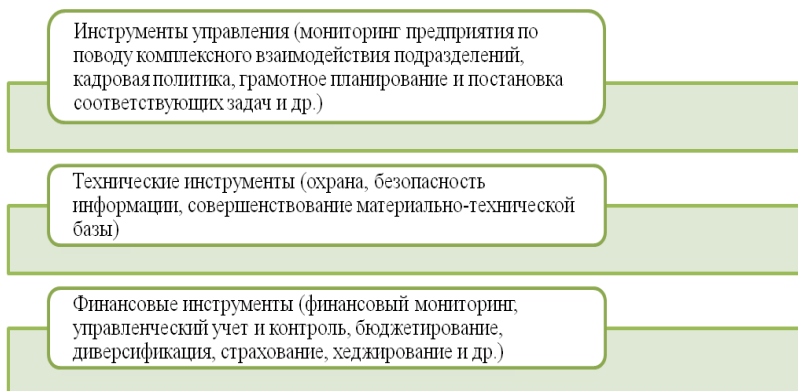 Инструменты управления (мониторинг предприятия по
поводу комплексного взаимодействия подразделений,
кадровая политика, грамотное планирование и постановка
соответствующих задач и др.)
Технические инструменты (охрана, безопасность
информации, совершенствование материально-технической
базы)
Финансовые инструменты (финансовый мониторинг,
управленческий учет и контроль, бюджетирование,
диверсификация, страхование, хеджирование и др.)